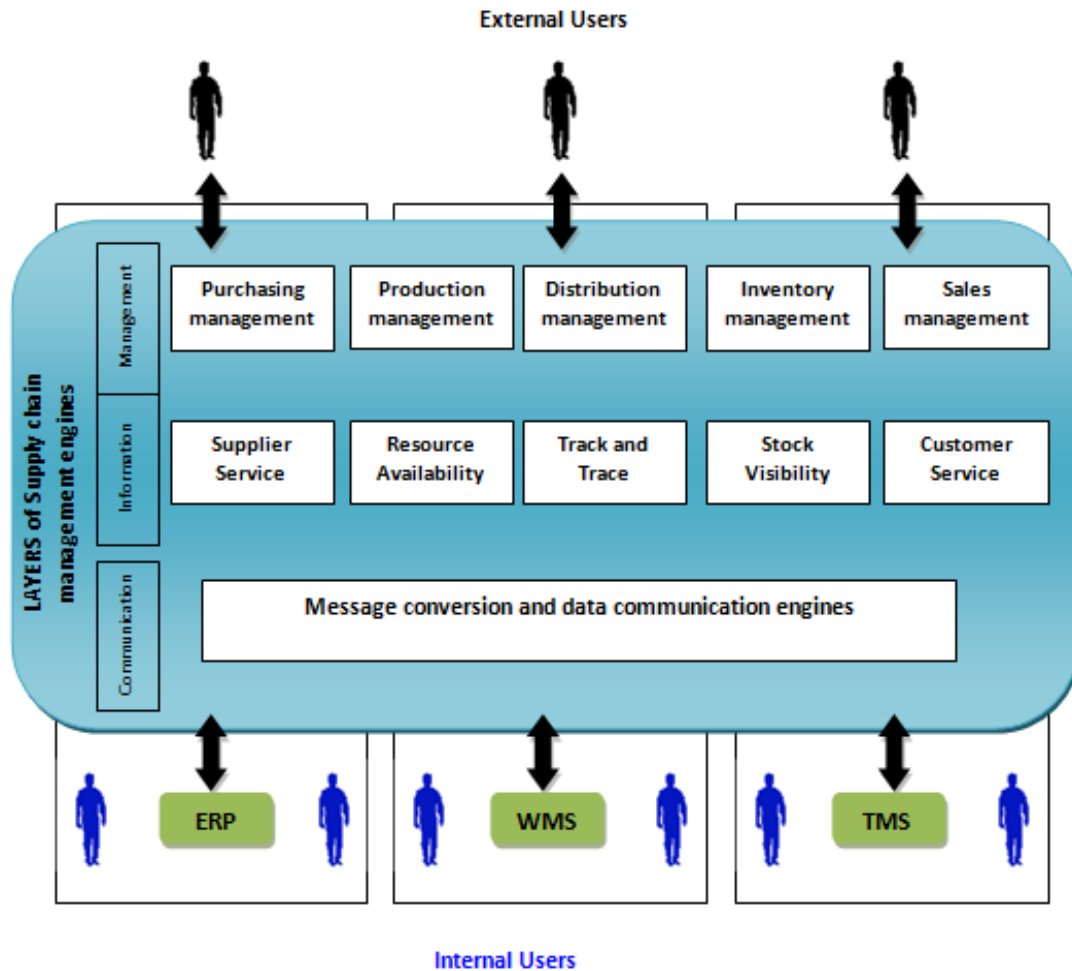 External Users
LAYERS of Supply chain
management engines
Management
Purchasing
management
Production
management
Distribution
management
Inventory
management
Sales
management
Information
Supplier
Service
Resource
Availability
Track and
Trace
Stock
Visibility
Customer
Service
Communication
Message conversion and data communication engines
ERP
WMS
TMS
Internal Users